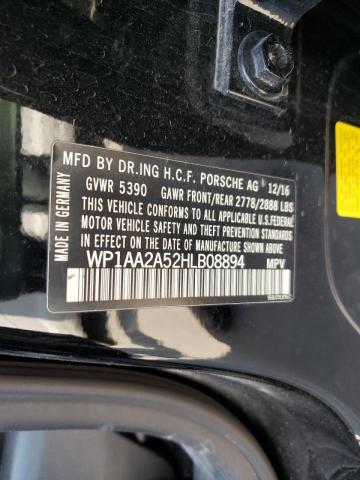 MFD BY DR.ING H.C.F. PORSCHE AG 12/16
GVWR 5390 GAWR FRONT/REAR 2778/2888 LBS
THIS VEHICLE CONFORMS TO ALL APPLICABLE U.S.FEDERAL
MOTOR VEHICLE SAFETY AND THEFT PREVENTION
STANDARDS IN EFFECT ON THE DATE OF MANUFACTURE SHOWN ABOVE.
WP1AA2A52HLB08894 MPV
MADE IN GERMANY